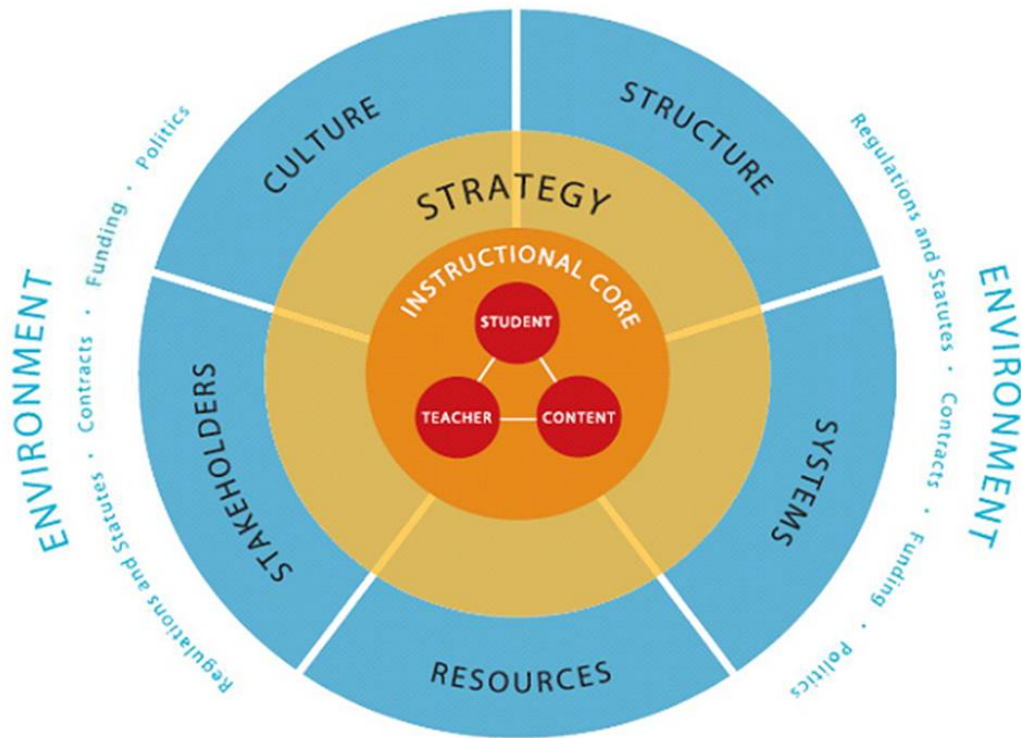 CULTURE
STRUCTURE
STRATEGY
INSTRUCTIONAL CORE
STUDENT
TEACHER
CONTENT
STAKEHOLDERS
SYSTEMS
RESOURCES
ENVIRONMENT
Regulations and Statutes · Contracts · Funding · Politics
ENVIRONMENT
Regulations and Statutes · Contracts · Funding · Politics